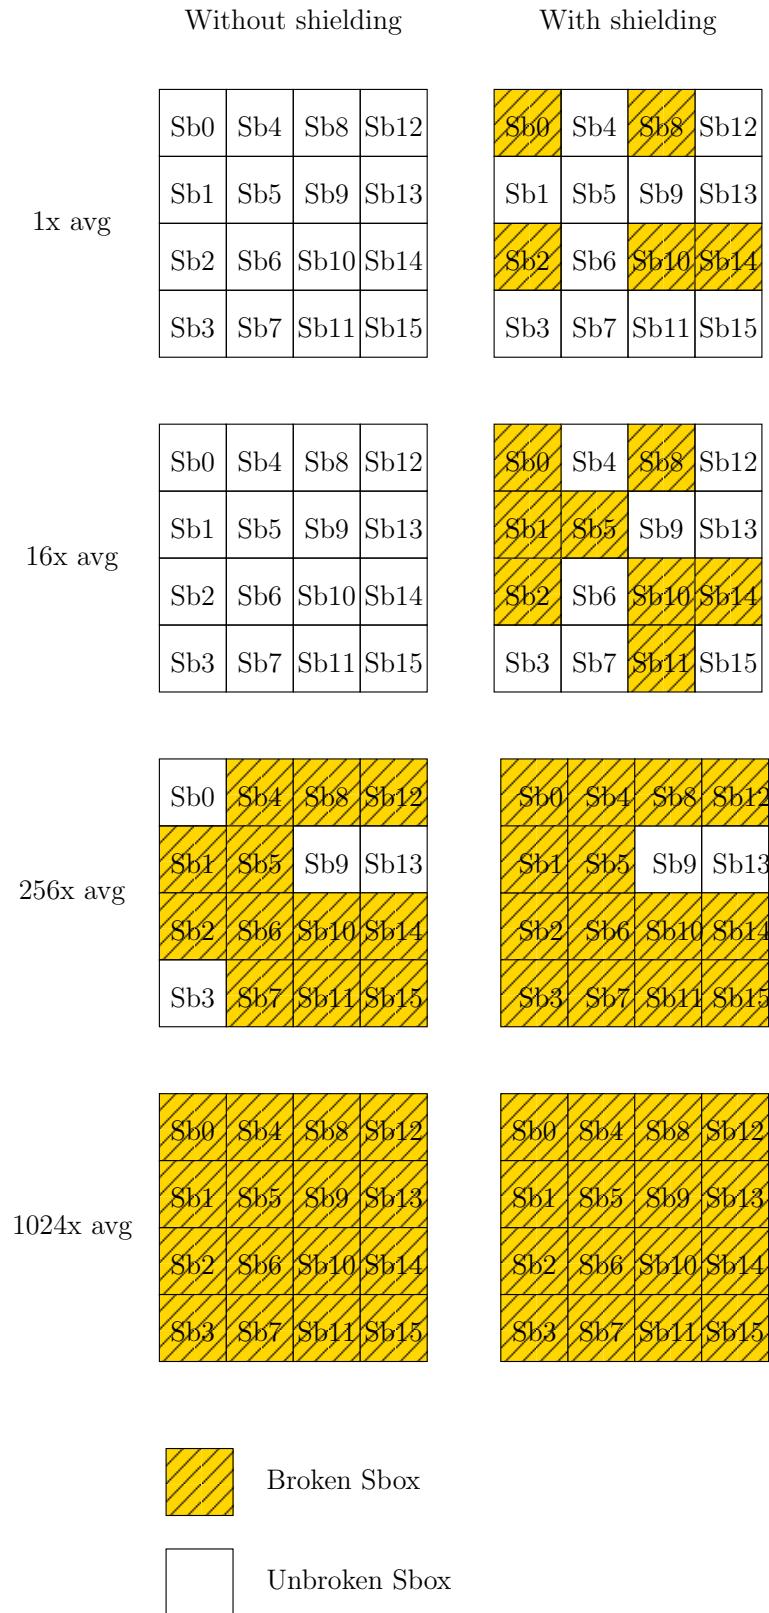 Without shielding With shielding
Sb0 Sb4 Sb8 Sb12 Sb0 Sb4 Sb8 Sb12
Sb1 Sb5 Sb9 Sb13 Sb1 Sb5 Sb9 Sb13
1x avg
Sb2 Sb6 Sb10 Sb14 Sb2 Sb6 Sb10 Sb14
Sb3 Sb7 Sb11 Sb15 Sb3 Sb7 Sb11 Sb15
Sb0 Sb4 Sb8 Sb12 Sb0 Sb4 Sb8 Sb12
Sb1 Sb5 Sb9 Sb13 Sb1 Sb5 Sb9 Sb13
16x avg
Sb2 Sb6 Sb10 Sb14 Sb2 Sb6 Sb10 Sb14
Sb3 Sb7 Sb11 Sb15 Sb3 Sb7 Sb11 Sb15
Sb0 Sb4 Sb8 Sb12 Sb0 Sb4 Sb8 Sb12
Sb1 Sb5 Sb9 Sb13 Sb1 Sb5 Sb9 Sb13
256x avg
Sb2 Sb6 Sb10 Sb14 Sb2 Sb6 Sb10 Sb14
Sb3 Sb7 Sb11 Sb15 Sb3 Sb7 Sb11 Sb15
Sb0 Sb4 Sb8 Sb12 Sb0 Sb4 Sb8 Sb12
Sb1 Sb5 Sb9 Sb13 Sb1 Sb5 Sb9 Sb13
1024x avg
Sb2 Sb6 Sb10 Sb14 Sb2 Sb6 Sb10 Sb14
Sb3 Sb7 Sb11 Sb15 Sb3 Sb7 Sb11 Sb15
Broken Sbox
Unbroken Sbox